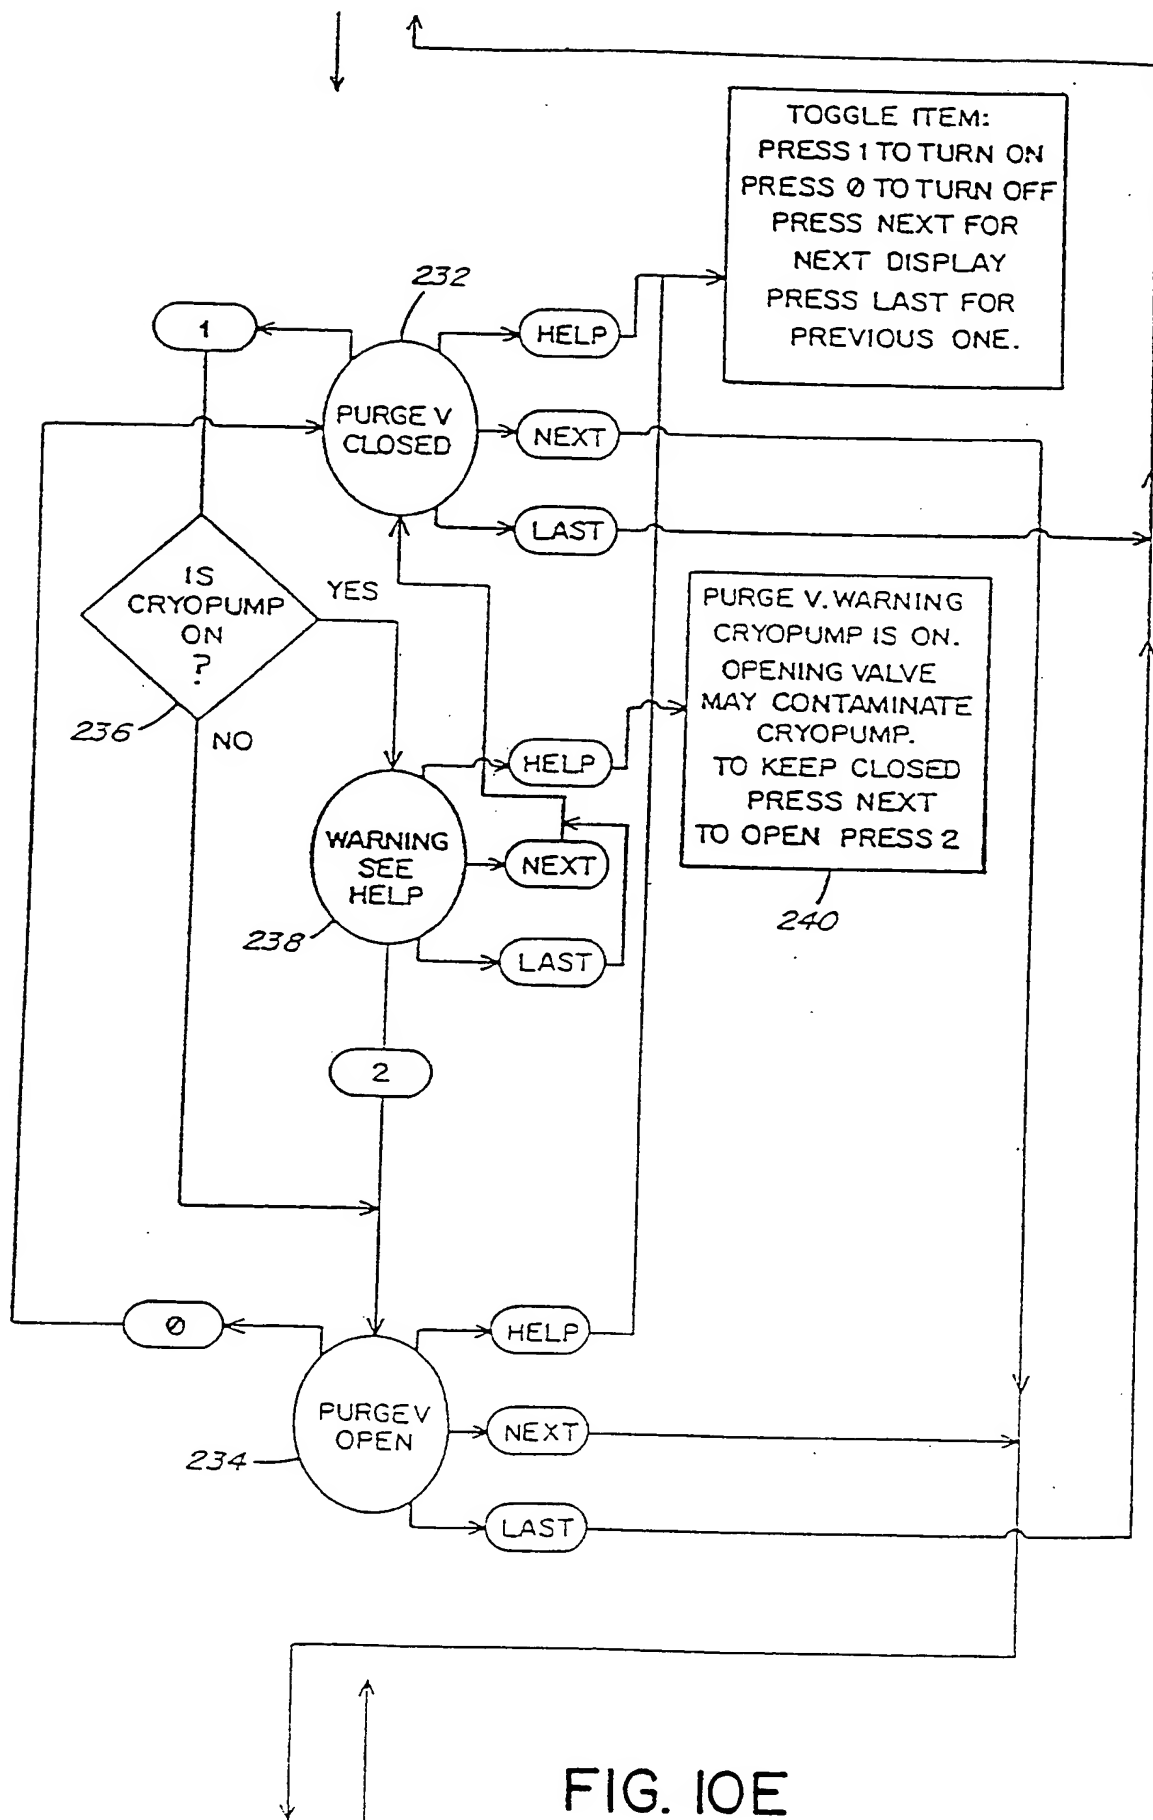 TOGGLE ITEM:
PRESS 1 TO TURN ON
PRESS 0 TO TURN OFF
PRESS NEXT FOR
NEXT DISPLAY
PRESS LAST FOR
PREVIOUS ONE.
232
1
HELP
PURGE V
CLOSED
NEXT
LAST
IS
CRYOPUMP
ON
?
YES
236
NO
PURGE V. WARNING
CRYOPUMP IS ON.
OPENING VALVE
MAY CONTAMINATE
CRYOPUMP.
TO KEEP CLOSED
PRESS NEXT
TO OPEN PRESS 2
240
HELP
WARNING
SEE
HELP
NEXT
238
LAST
2
0
HELP
PURGE V
OPEN
NEXT
234
LAST
FIG. 10E